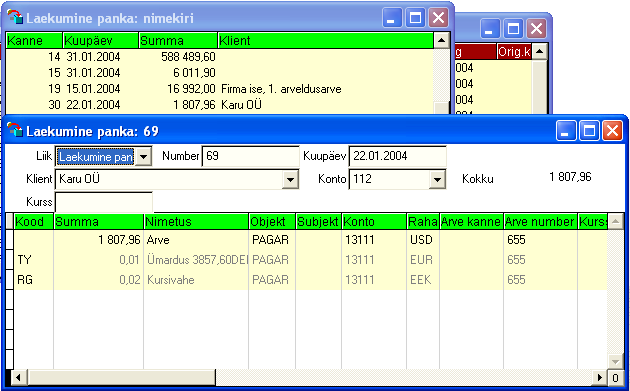 Laekumine panka: nimekiri
Kanne Kuupäev Summa Klient
14 31.01.2004 588 489,60
15 31.01.2004 6 011,90
19 15.01.2004 16 992,00 Firma ise, 1. arveldusarve
30 22.01.2004 1 807,96 Karu OÜ
Orig.k
004
004
004
004
Laekumine panka: 69
Liik Laekumine pan Number 69 Kuupäev 22.01.2004
Klient Karu OÜ Konto 112 Kokku 1 807,96
Kurss
Kood Summa Nimetus Objekt Subjekt Konto Raha Arve kanne Arve number Kurss
1 807,96 Arve PAGAR 13111 USD 655
TY 0,01 Ümardus 3857,60DE PAGAR 13111 EUR 655
RG 0,02 Kursivahe PAGAR 13111 EEK 655
0